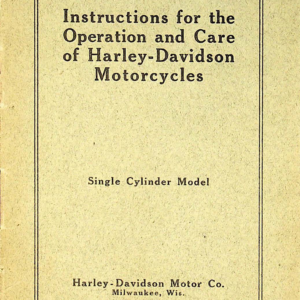 Instructions for the
Operation and Care
of Harley-Davidson
Motorcycles
Single Cylinder Model
Harley-Davidson Motor Co.
Milwaukee, Wis.